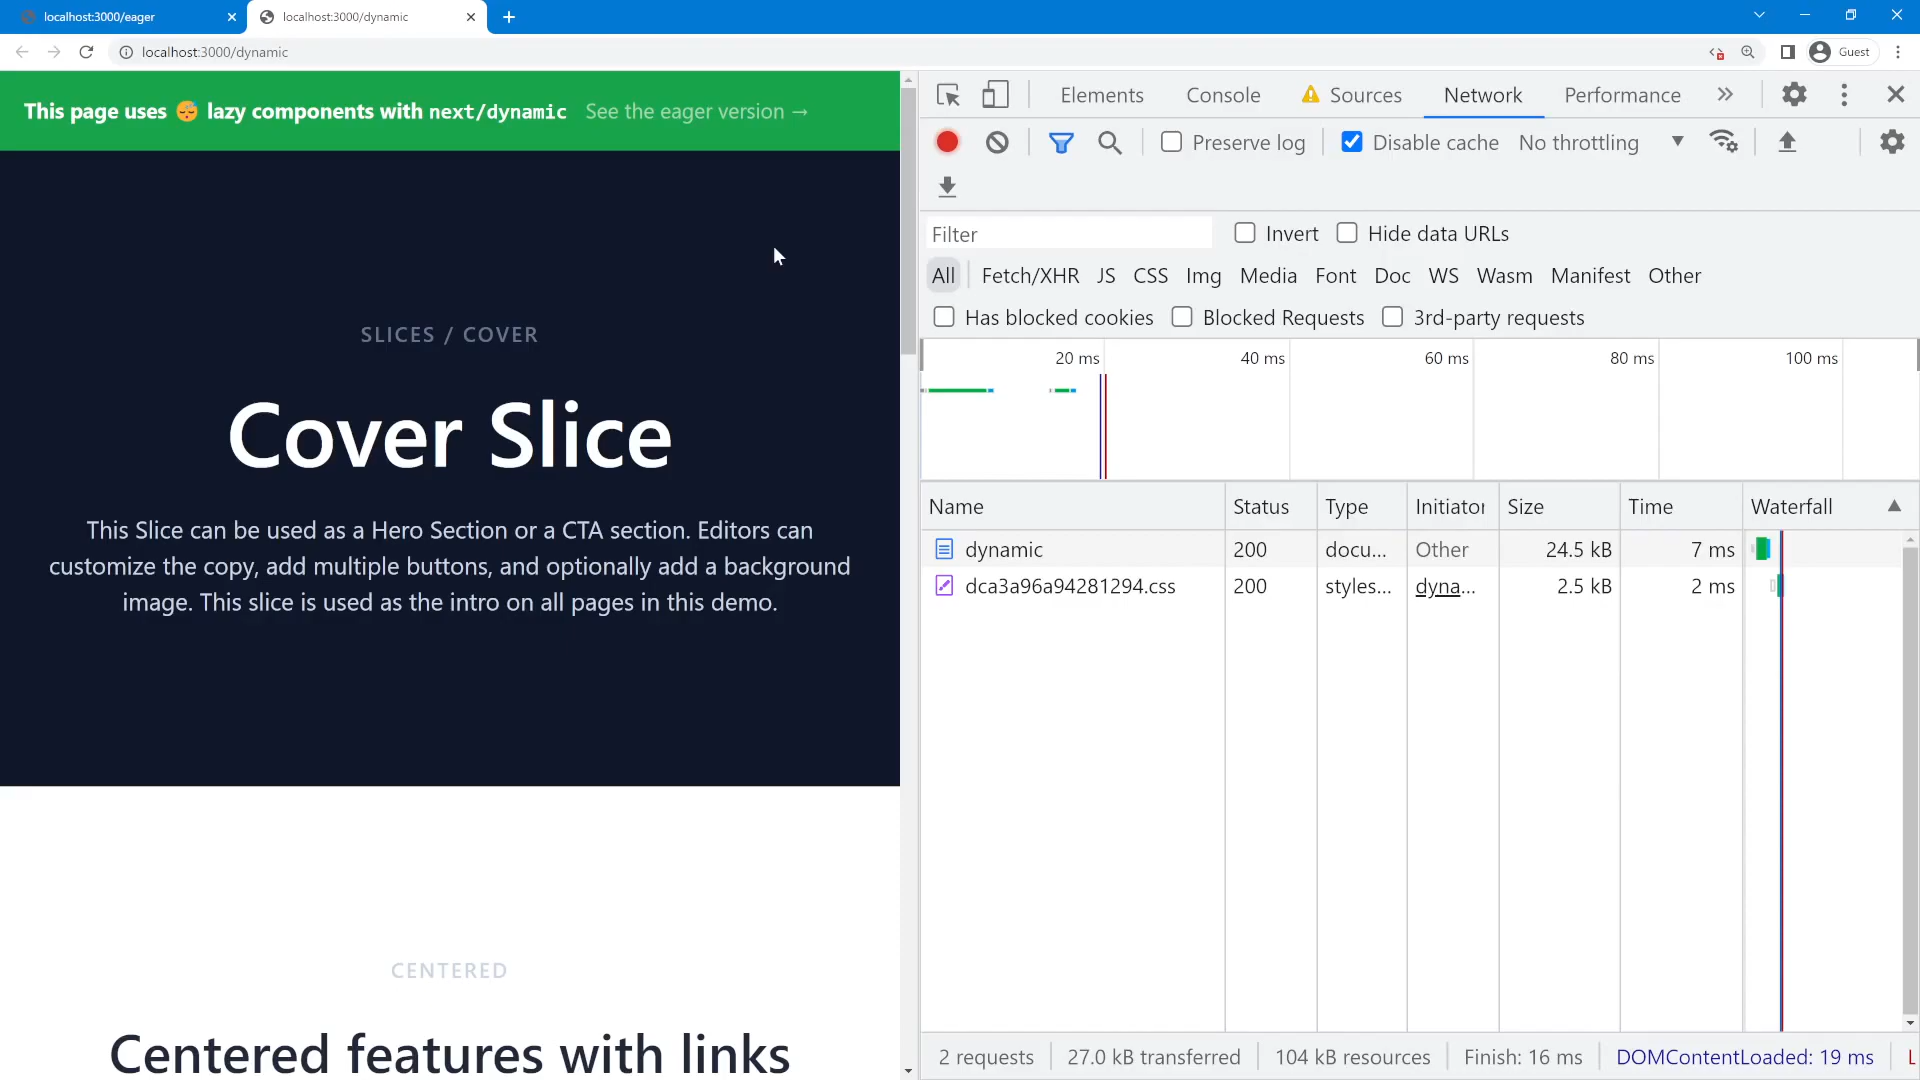 localhost:3000/eager
localhost:3000/dynamic
localhost:3000/dynamic
Guest
This page uses 😴 lazy components with next/dynamic See the eager version →
SLICES / COVER
Cover Slice
This Slice can be used as a Hero Section or a CTA section. Editors can
customize the copy, add multiple buttons, and optionally add a background
image. This slice is used as the intro on all pages in this demo.
CENTERED
Centered features with links
Elements Console Sources Network Performance
Preserve log Disable cache No throttling
Filter Invert Hide data URLs
All Fetch/XHR JS CSS Img Media Font Doc WS Wasm Manifest Other
Has blocked cookies Blocked Requests 3rd-party requests
20 ms 40 ms 60 ms 80 ms 100 ms
Name Status Type Initiator Size Time Waterfall
dynamic 200 docu... Other 24.5 kB 7 ms
dca3a96a94281294.css 200 styles... dyna... 2.5 kB 2 ms
2 requests 27.0 kB transferred 104 kB resources Finish: 16 ms DOMContentLoaded: 19 ms L